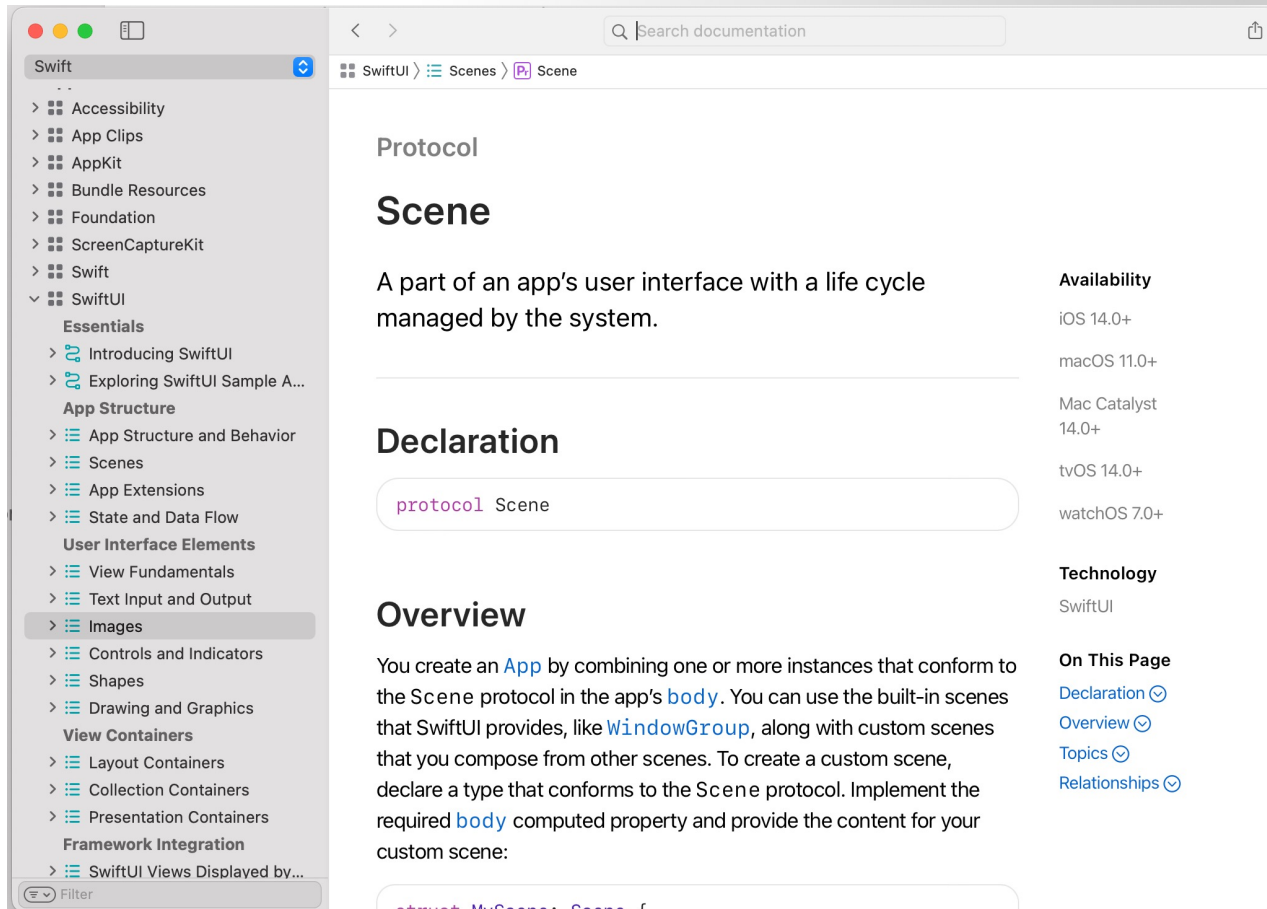 Search documentation
Swift
SwiftUI
Scenes
Pr
Scene
Accessibility
App Clips
AppKit
Bundle Resources
Foundation
ScreenCaptureKit
Swift
SwiftUI
Essentials
Introducing SwiftUI
Exploring SwiftUI Sample A...
App Structure
App Structure and Behavior
Scenes
App Extensions
State and Data Flow
User Interface Elements
View Fundamentals
Text Input and Output
Images
Controls and Indicators
Shapes
Drawing and Graphics
View Containers
Layout Containers
Collection Containers
Presentation Containers
Framework Integration
SwiftUI Views Displayed by...
Filter
Protocol
Scene
A part of an app’s user interface with a life cycle
managed by the system.
Declaration
protocol Scene
Overview
You create an App by combining one or more instances that conform to
the Scene protocol in the app’s body. You can use the built-in scenes
that SwiftUI provides, like WindowGroup, along with custom scenes
that you compose from other scenes. To create a custom scene,
declare a type that conforms to the Scene protocol. Implement the
required body computed property and provide the content for your
custom scene:
struct MyScene: Scene {
Availability
iOS 14.0+
macOS 11.0+
Mac Catalyst
14.0+
tvOS 14.0+
watchOS 7.0+
Technology
SwiftUI
On This Page
Declaration
Overview
Topics
Relationships